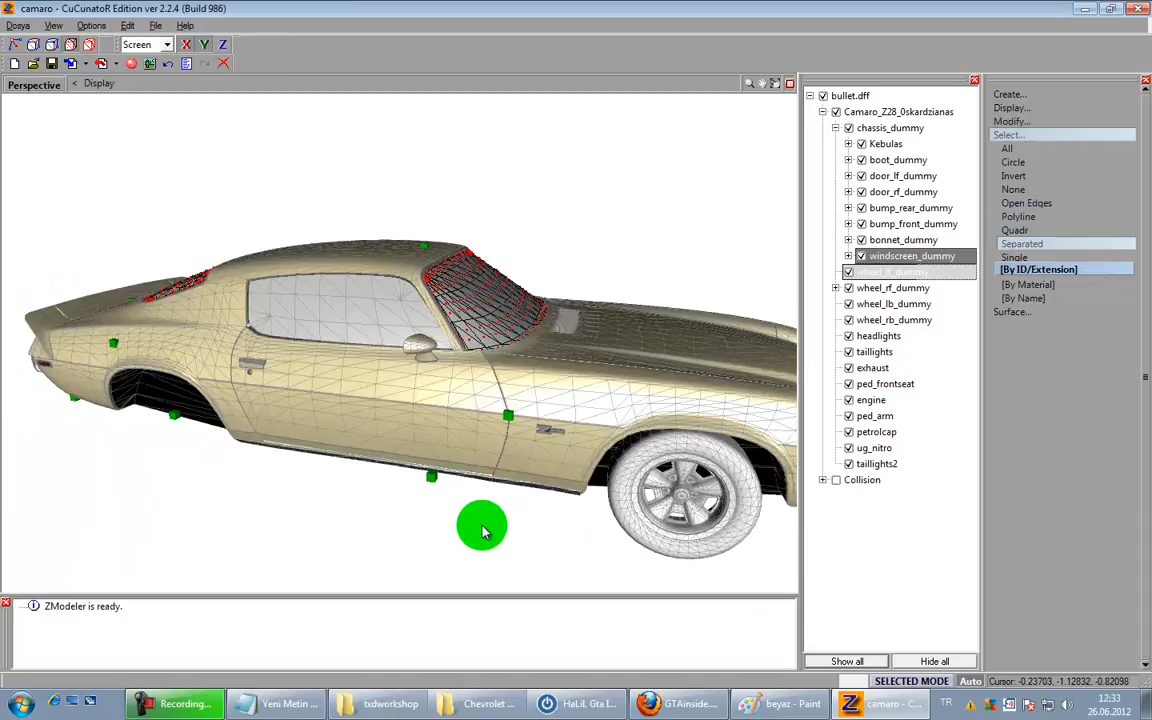 camaro - CuCunatoR Edition ver 2.2.4 (Build 986)
Dosya View Options Edit File Help
Screen X Y Z
Perspective < Display
bullet.dff
Camaro_Z28_0skardzianas
chassis_dummy
Kebulas
boot_dummy
door_lf_dummy
door_rf_dummy
bump_rear_dummy
bump_front_dummy
bonnet_dummy
windscreen_dummy
wheel_lf_dummy
wheel_rf_dummy
wheel_lb_dummy
wheel_rb_dummy
headlights
taillights
exhaust
ped_frontseat
engine
ped_arm
petrolcap
ug_nitro
taillights2
Collision
Show all Hide all
Create...
Display...
Modify...
Select...
All
Circle
Invert
None
Open Edges
Polyline
Quadr
Separated
Single
[By ID/Extension]
[By Material]
[By Name]
Surface...
ZModeler is ready.
SELECTED MODE Auto Cursor: -0.23703, -1.12832, -0.82098
Recording... Yeni Metin ... txdworkshop Chevrolet ... HaLiL Gta I... GTAinside.... beyaz - Paint camaro - C... TR 12:33
26.06.2012